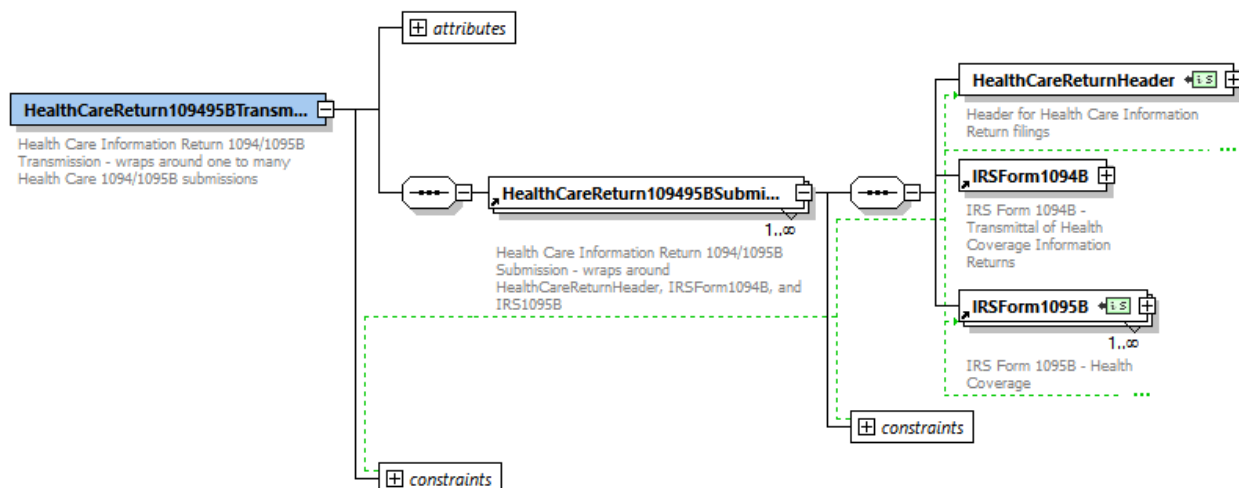 attributes
HealthCareReturn109495BTransm...
Health Care Information Return 1094/1095B
Transmission - wraps around one to many
Health Care 1094/1095B submissions
HealthCareReturn109495BSubmi...
1..∞
Health Care Information Return 1094/1095B
Submission - wraps around
HealthCareReturnHeader, IRSForm1094B, and
IRS1095B
HealthCareReturnHeader
is
Header for Health Care Information
Return filings
IRSForm1094B
IRS Form 1094B -
Transmittal of Health
Coverage Information
Returns
IRSForm1095B
is
1..∞
IRS Form 1095B - Health
Coverage
constraints
constraints